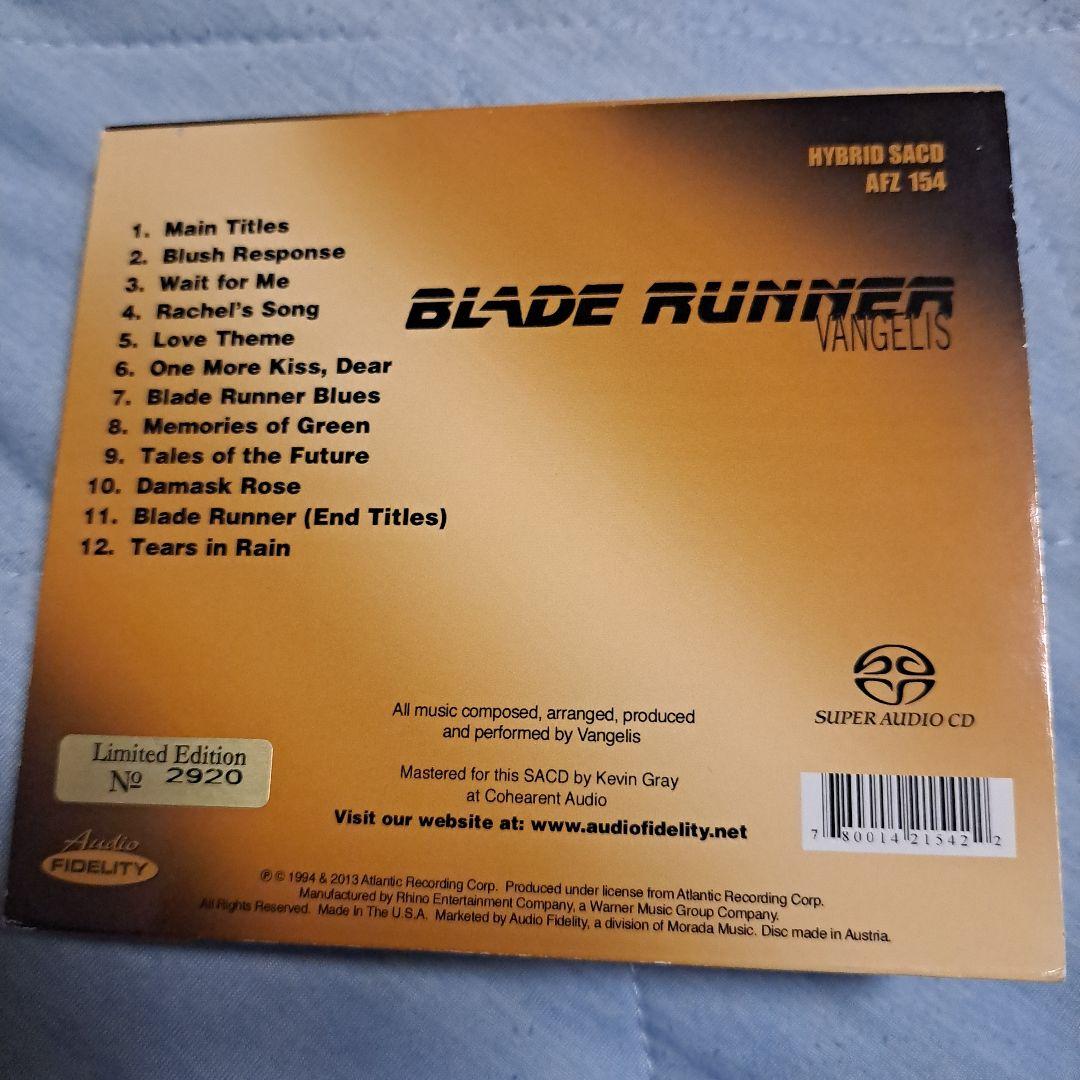 HYBRID SACD
AFZ 154
1. Main Titles
2. Blush Response
3. Wait for Me
4. Rachel's Song
5. Love Theme
6. One More Kiss, Dear
7. Blade Runner Blues
8. Memories of Green
9. Tales of the Future
10. Damask Rose
11. Blade Runner (End Titles)
12. Tears in Rain
BLADE RUNNER
VANGELIS
SUPER AUDIO CD
All music composed, arranged, produced
and performed by Vangelis
Mastered for this SACD by Kevin Gray
at Cohearent Audio
Visit our website at: www.audiofidelity.net
Limited Edition
Nº 2920
Audio
FIDELITY
7 80014 21542 2
℗ © 1994 & 2013 Atlantic Recording Corp. Produced under license from Atlantic Recording Corp.
Manufactured by Rhino Entertainment Company, a Warner Music Group Company.
All Rights Reserved. Made In The U.S.A. Marketed by Audio Fidelity, a division of Morada Music. Disc made in Austria.